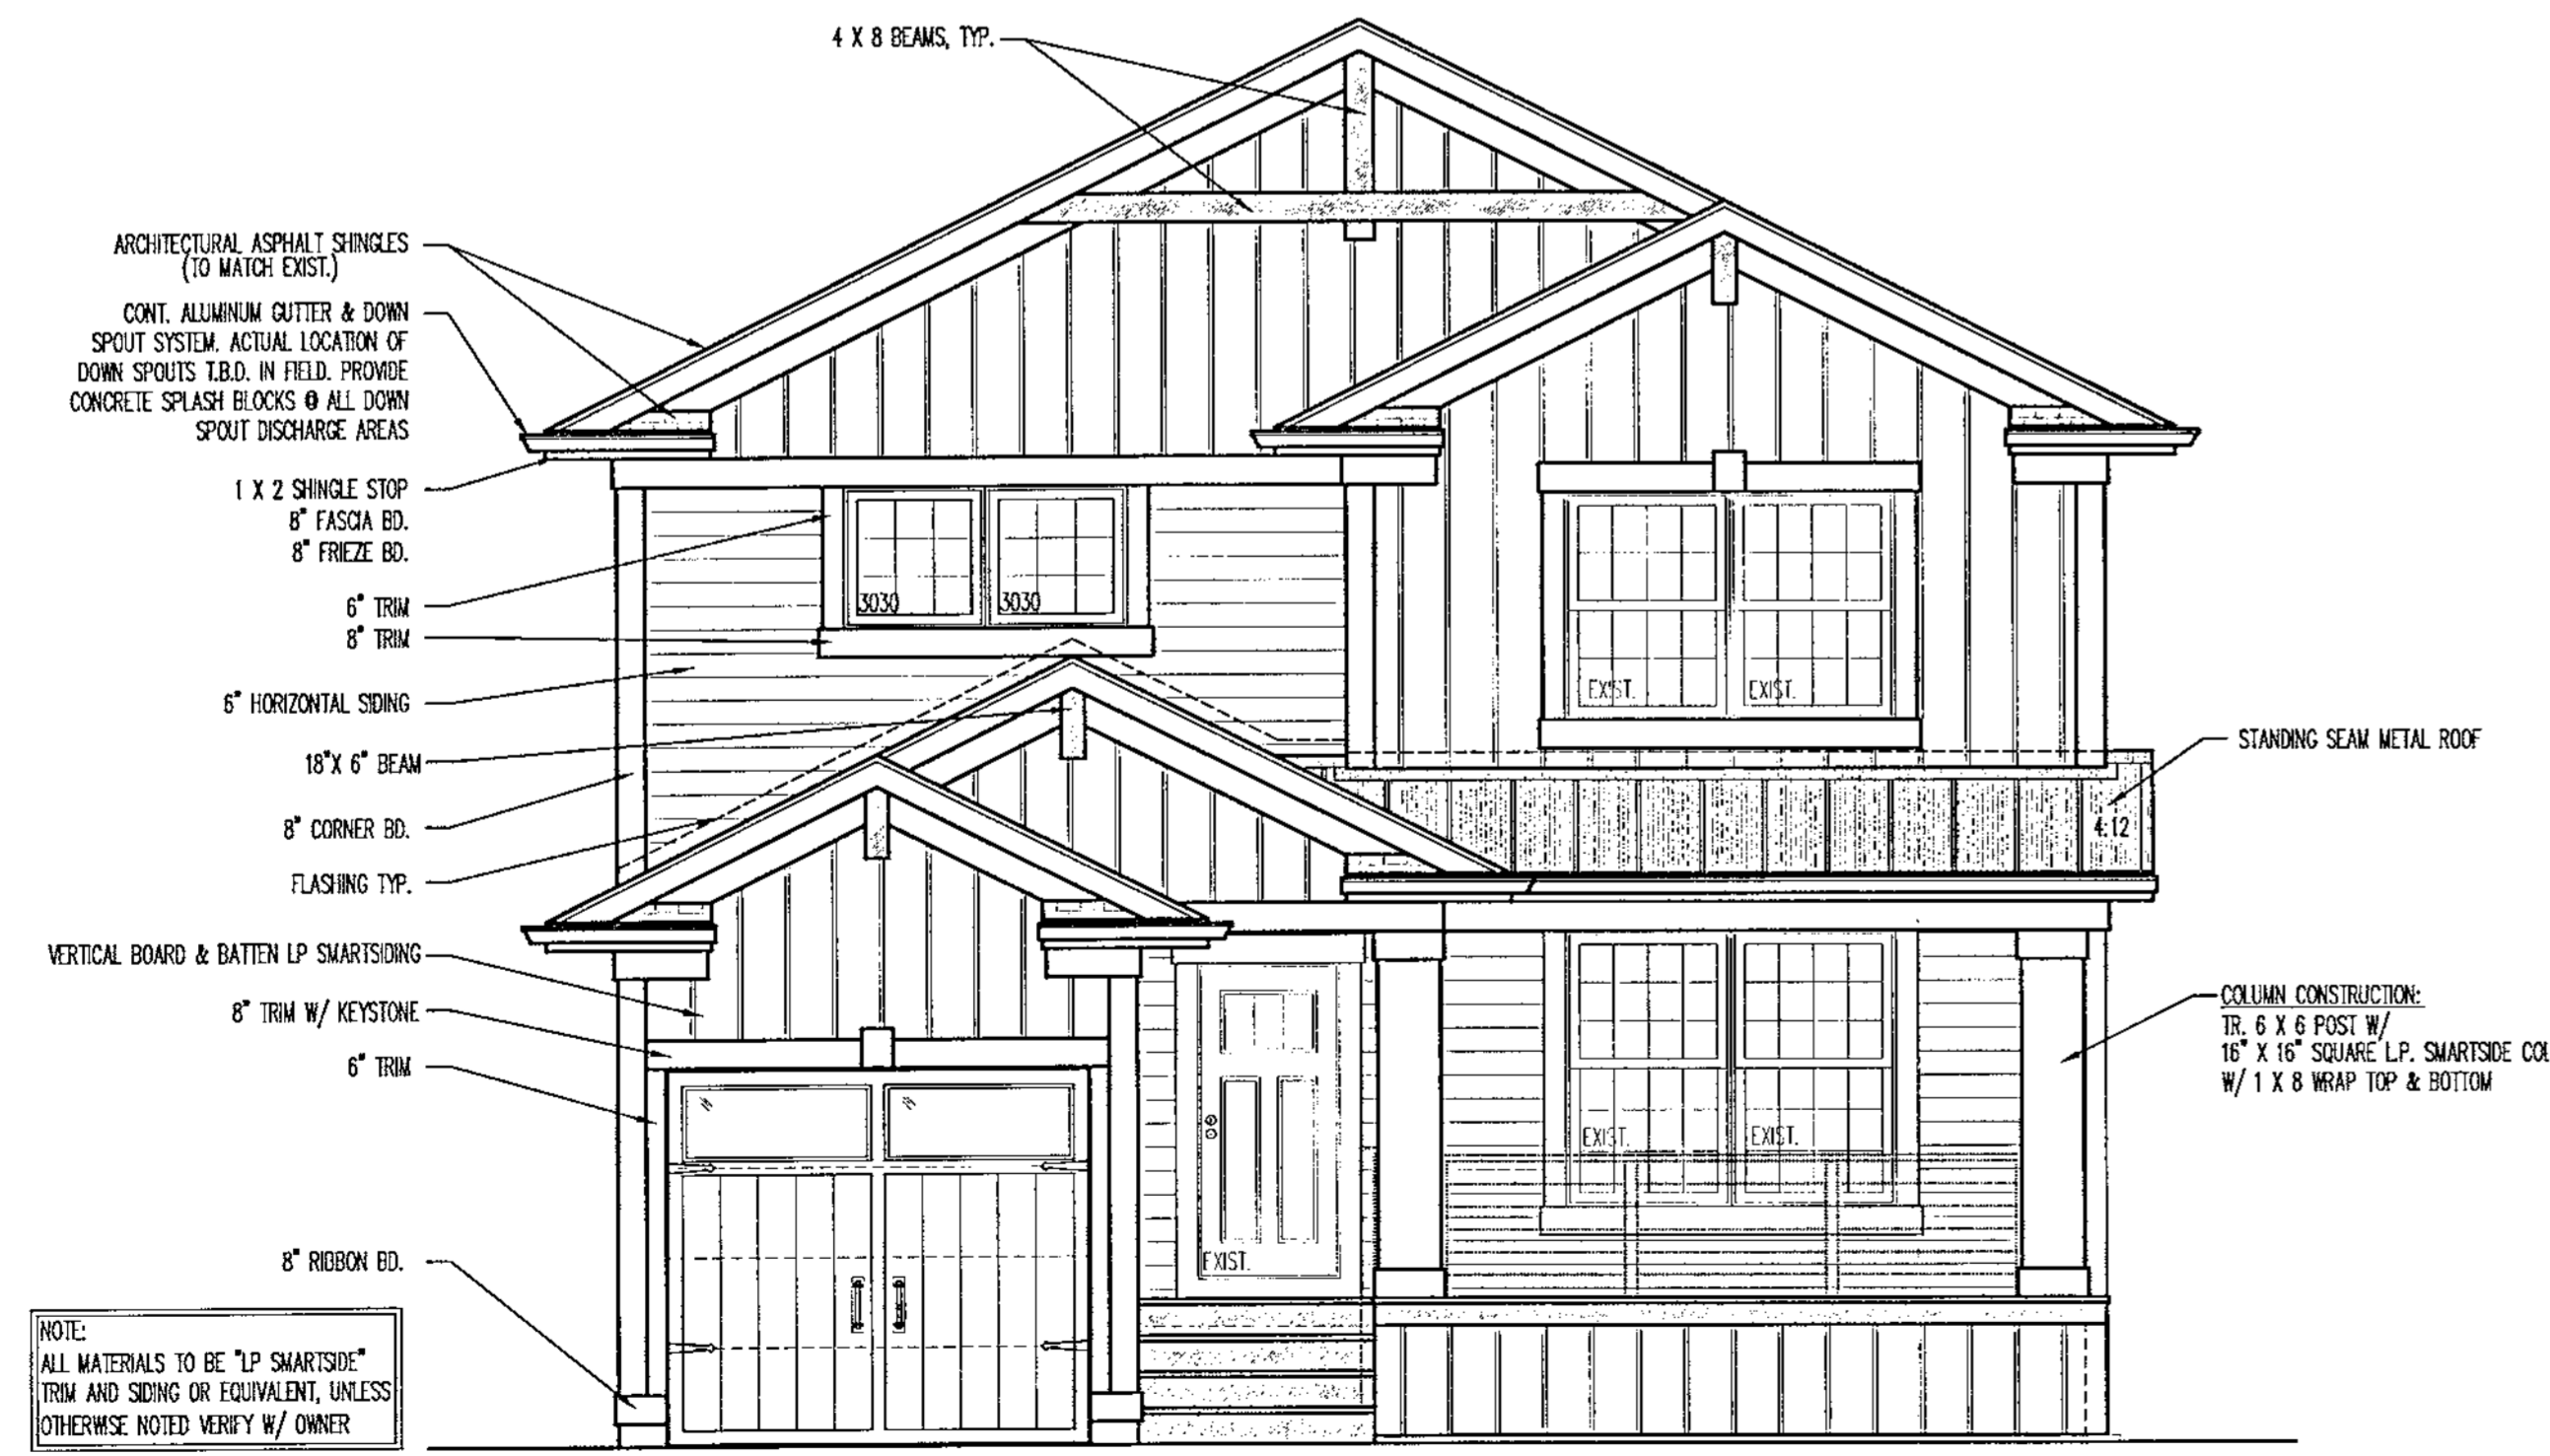 4 X 8 BEAMS, TYP.
ARCHITECTURAL ASPHALT SHINGLES
(TO MATCH EXIST.)
CONT. ALUMINUM GUTTER & DOWN
SPOUT SYSTEM. ACTUAL LOCATION OF
DOWN SPOUTS T.B.D. IN FIELD. PROVIDE
CONCRETE SPLASH BLOCKS @ ALL DOWN
SPOUT DISCHARGE AREAS
1 X 2 SHINGLE STOP
8" FASCIA BD.
8" FRIEZE BD.
6" TRIM
8" TRIM
6" HORIZONTAL SIDING
18"X 6" BEAM
8" CORNER BD.
FLASHING TYP.
VERTICAL BOARD & BATTEN LP SMARTSIDING
8" TRIM W/ KEYSTONE
6" TRIM
8" RIBBON BD.
NOTE:
ALL MATERIALS TO BE "LP SMARTSIDE"
TRIM AND SIDING OR EQUIVALENT, UNLESS
OTHERWISE NOTED VERIFY W/ OWNER
3030
3030
EXIST.
EXIST.
STANDING SEAM METAL ROOF
4:12
COLUMN CONSTRUCTION:
TR. 6 X 6 POST W/
16" X 16" SQUARE LP. SMARTSIDE COL
W/ 1 X 8 WRAP TOP & BOTTOM
EXIST.
EXIST.
EXIST.